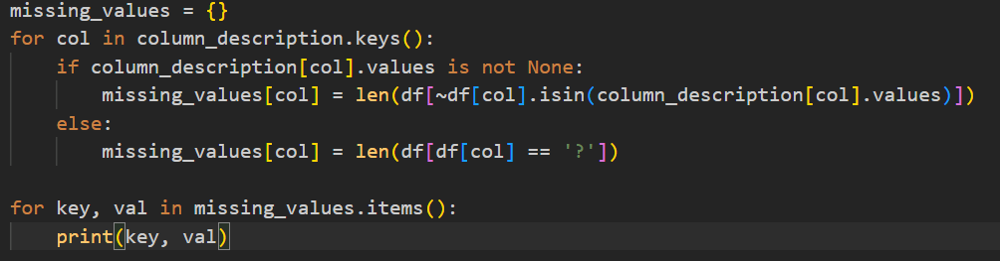 missing_values = {}
for col in column_description.keys():
    if column_description[col].values is not None:
        missing_values[col] = len(df[~df[col].isin(column_description[col].values)])
    else:
        missing_values[col] = len(df[df[col] == '?'])

for key, val in missing_values.items():
    print(key, val)